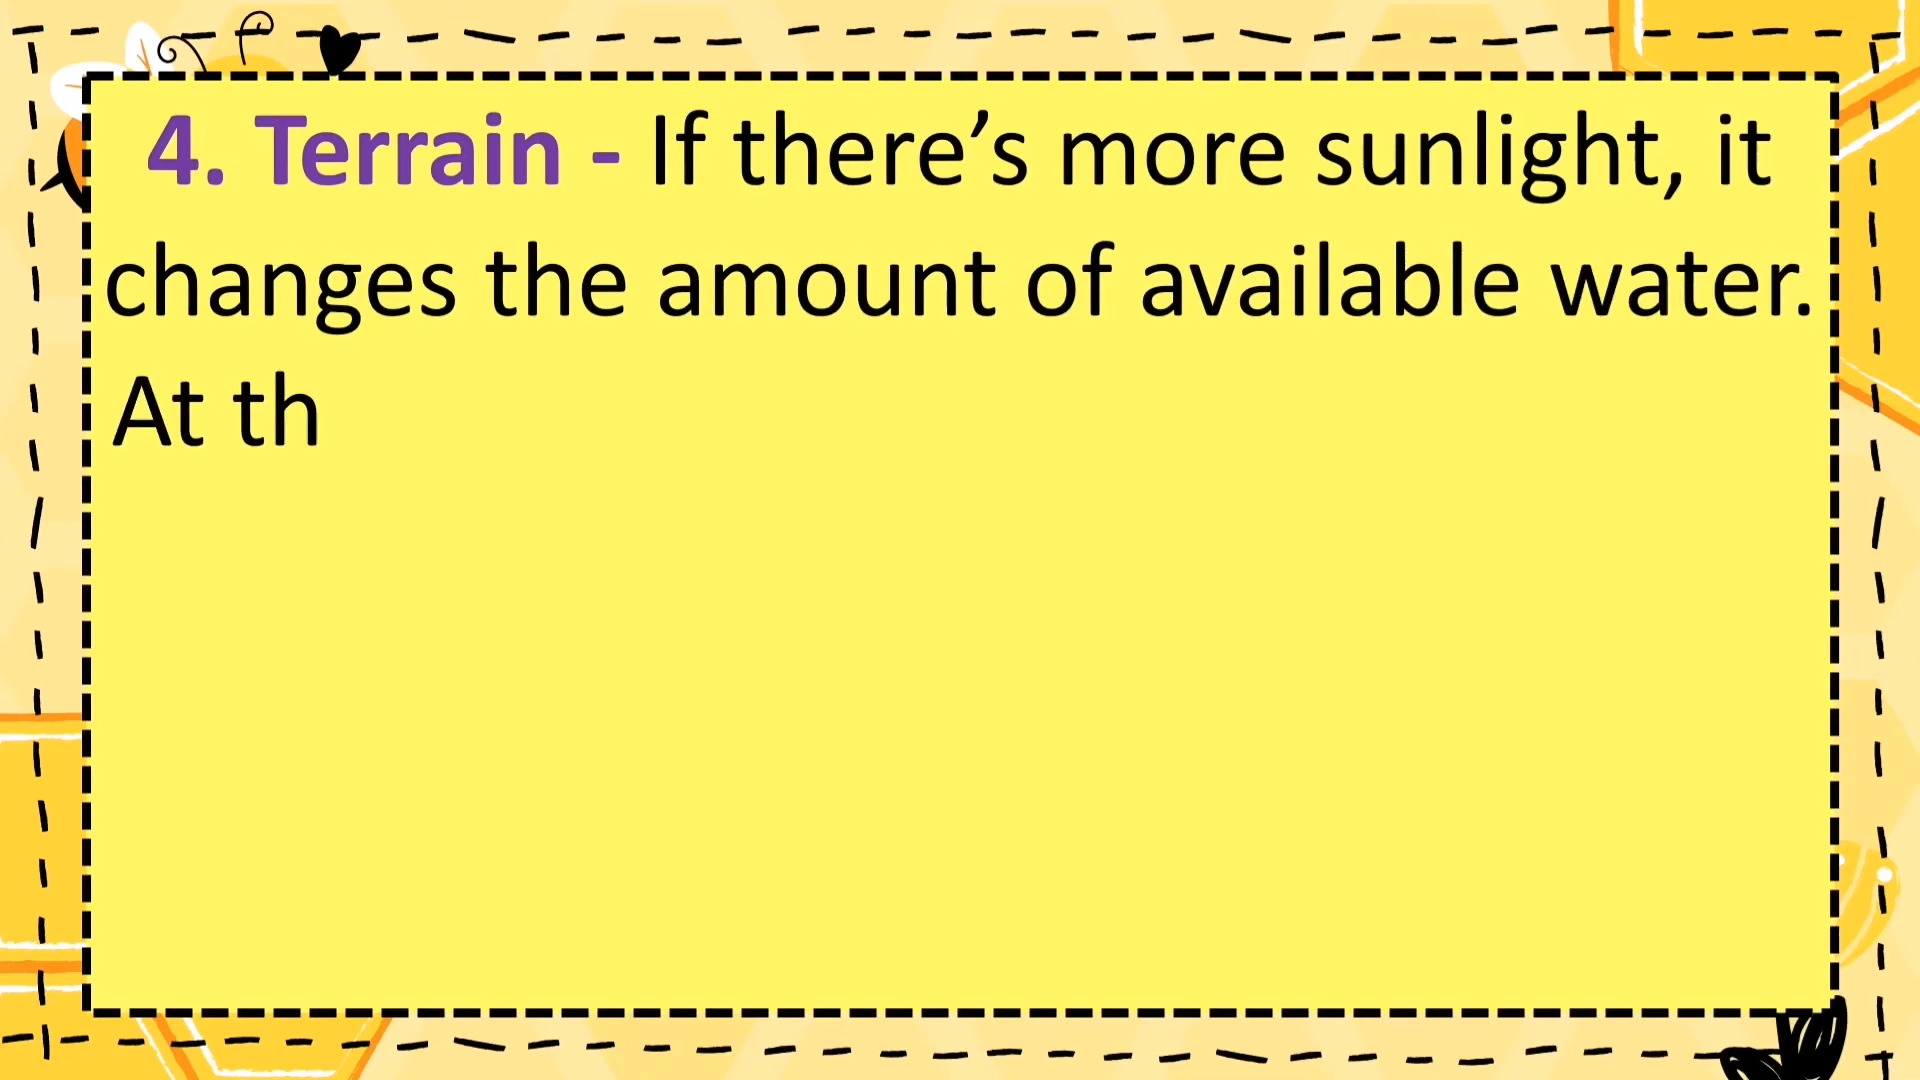 4. Terrain - If there’s more sunlight, it
changes the amount of available water.
At th